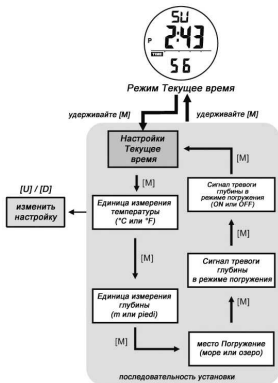 SU
P
2:43
TIME
56
Режим Текущее время
удерживайте [M]
удерживайте [M]
Настройки
Текущее
время
[M]
[U] / [D]
изменить
настройку
Единица измерения
температуры
(°C или °F)
[M]
Единица измерения
глубины
(m или piedi)
[M]
место Погружение
(море или озеро)
[M]
Сигнал тревоги
глубины
в режиме погружения
[M]
Сигнал тревоги
глубины в
режиме погружения
(ON или OFF)
[M]
последовательность установки